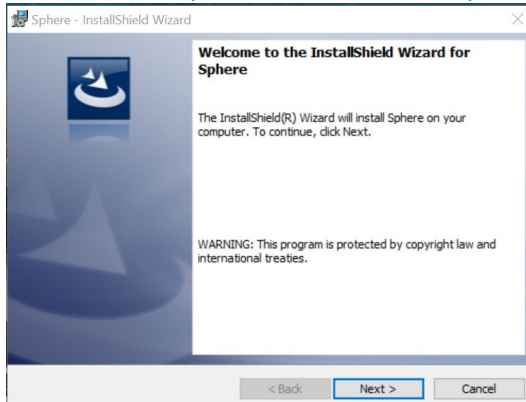 Sphere - InstallShield Wizard
Welcome to the InstallShield Wizard for
Sphere
The InstallShield(R) Wizard will install Sphere on your
computer. To continue, click Next.
WARNING: This program is protected by copyright law and
international treaties.
< Back
Next >
Cancel